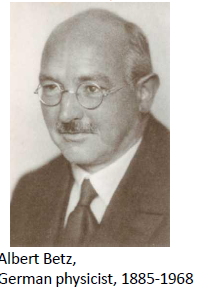 Albert Betz,
German physicist, 1885-1968